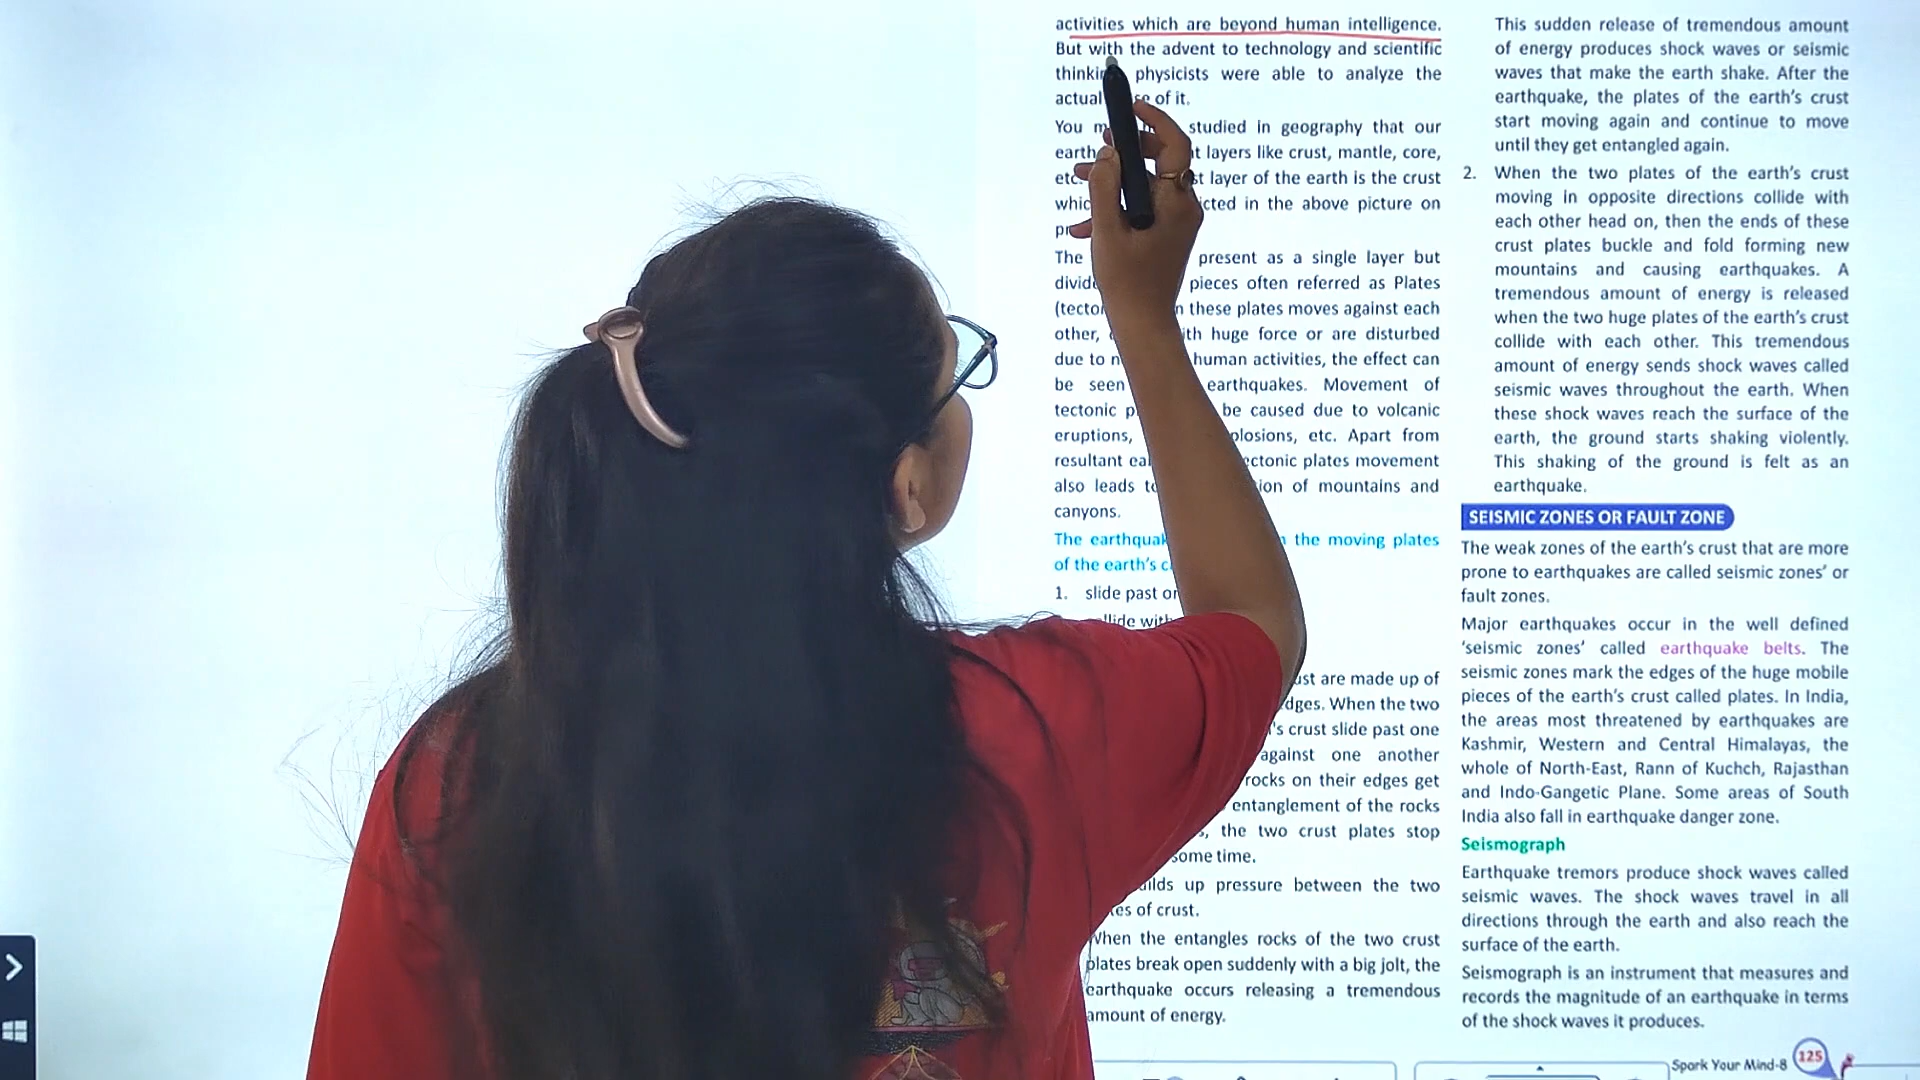 activities which are beyond human intelligence.
But with the advent to technology and scientific
physicists were able to analyze the
actual of it.
You studied in geography that our
earth layers like crust, mantle, core,
etc. layer of the earth is the crust
in the above picture on
The present as a single layer but
pieces often referred as Plates
these plates moves against each
other, huge force or are disturbed
due to human activities, the effect can
be seen earthquakes. Movement of
tectonic be caused due to volcanic
eruptions, etc. Apart from
resultant plates movement
also leads of mountains and
canyons.
The the moving plates
of the earth's
1. slide past
are made up of
When the two
crust slide past one
against one another
rocks on their edges get
entanglement of the rocks
the two crust plates stop
some time.
up pressure between the two
of crust.
When the entangles rocks of the two crust
plates break open suddenly with a big jolt, the
earthquake occurs releasing a tremendous
amount of energy.
This sudden release of tremendous amount
of energy produces shock waves or seismic
waves that make the earth shake. After the
earthquake, the plates of the earth's crust
start moving again and continue to move
until they get entangled again.
2. When the two plates of the earth's crust
moving in opposite directions collide with
each other head on, then the ends of these
crust plates buckle and fold forming new
mountains and causing earthquakes. A
tremendous amount of energy is released
when the two huge plates of the earth's crust
collide with each other. This tremendous
amount of energy sends shock waves called
seismic waves throughout the earth. When
these shock waves reach the surface of the
earth, the ground starts shaking violently.
This shaking of the ground is felt as an
earthquake.
SEISMIC ZONES OR FAULT ZONE
The weak zones of the earth's crust that are more
prone to earthquakes are called seismic zones' or
fault zones.
Major earthquakes occur in the well defined
'seismic zones' called earthquake belts. The
seismic zones mark the edges of the huge mobile
pieces of the earth's crust called plates. In India,
the areas most threatened by earthquakes are
Kashmir, Western and Central Himalayas, the
whole of North-East, Rann of Kuchch, Rajasthan
and Indo-Gangetic Plane. Some areas of South
India also fall in earthquake danger zone.
Seismograph
Earthquake tremors produce shock waves called
seismic waves. The shock waves travel in all
directions through the earth and also reach the
surface of the earth.
Seismograph is an instrument that measures and
records the magnitude of an earthquake in terms
of the shock waves it produces.
Spark Your Mind-8 125